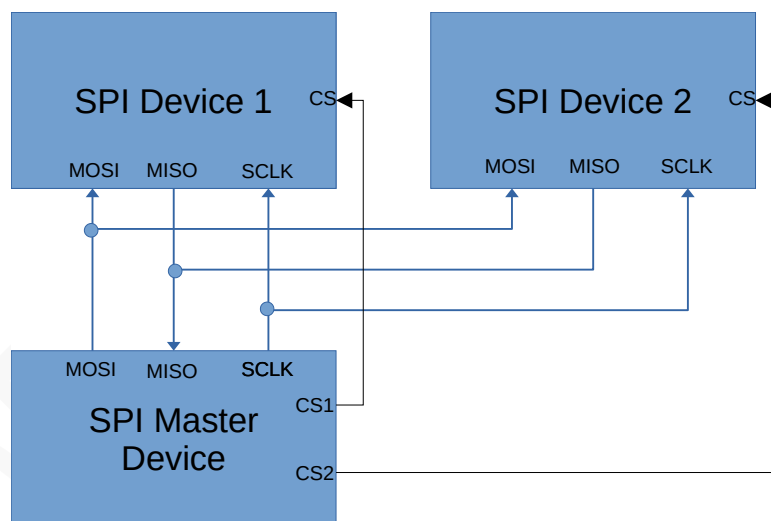 SPI Device 1
CS
MOSI MISO SCLK
SPI Device 2
CS
MOSI MISO SCLK
MOSI MISO SCLK
CS1
SPI Master
Device
CS2